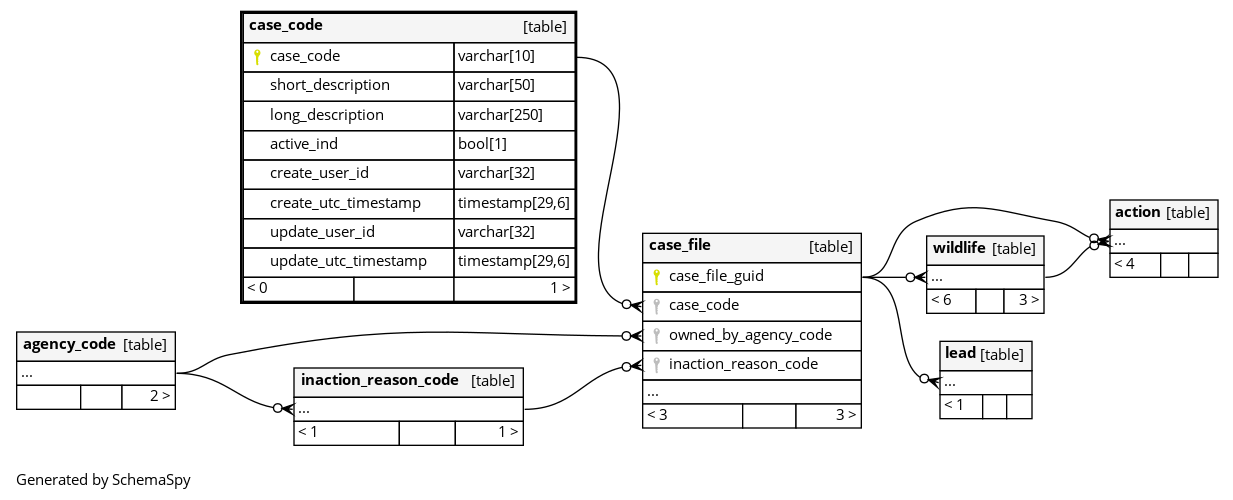 case_code [table]
case_code varchar[10]
short_description varchar[50]
long_description varchar[250]
active_ind bool[1]
create_user_id varchar[32]
create_utc_timestamp timestamp[29,6]
update_user_id varchar[32]
update_utc_timestamp timestamp[29,6]
< 0 1 >
agency_code [table]
...
2 >
inaction_reason_code [table]
...
< 1 1 >
case_file [table]
case_file_guid
case_code
owned_by_agency_code
inaction_reason_code
...
< 3 3 >
wildlife [table]
...
< 6 3 >
lead [table]
...
< 1
action [table]
...
< 4
Generated by SchemaSpy